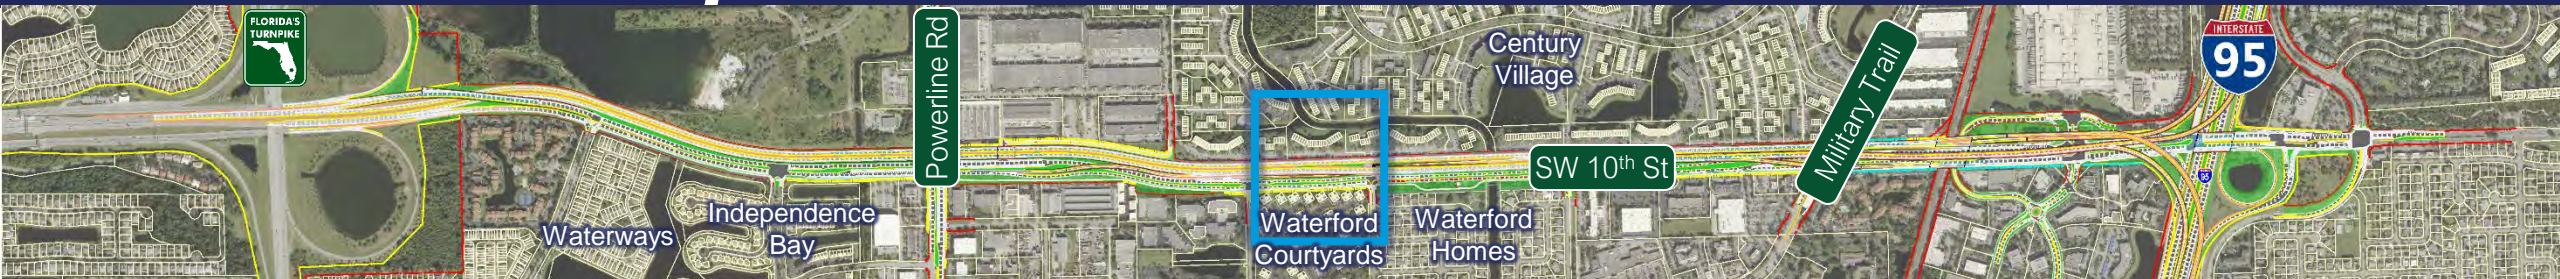 FLORIDA'S
TURNPIKE
Powerline Rd
Century
Village
Military Trail
INTERSTATE
95
SW 10th St
95
Independence
Bay
Waterways
Waterford
Courtyards
Waterford
Homes